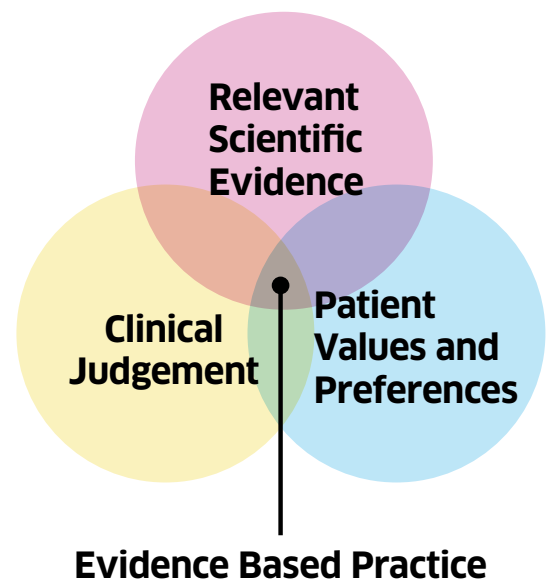 Relevant
Scientific
Evidence
Clinical
Judgement
Patient
Values and
Preferences
Evidence Based Practice